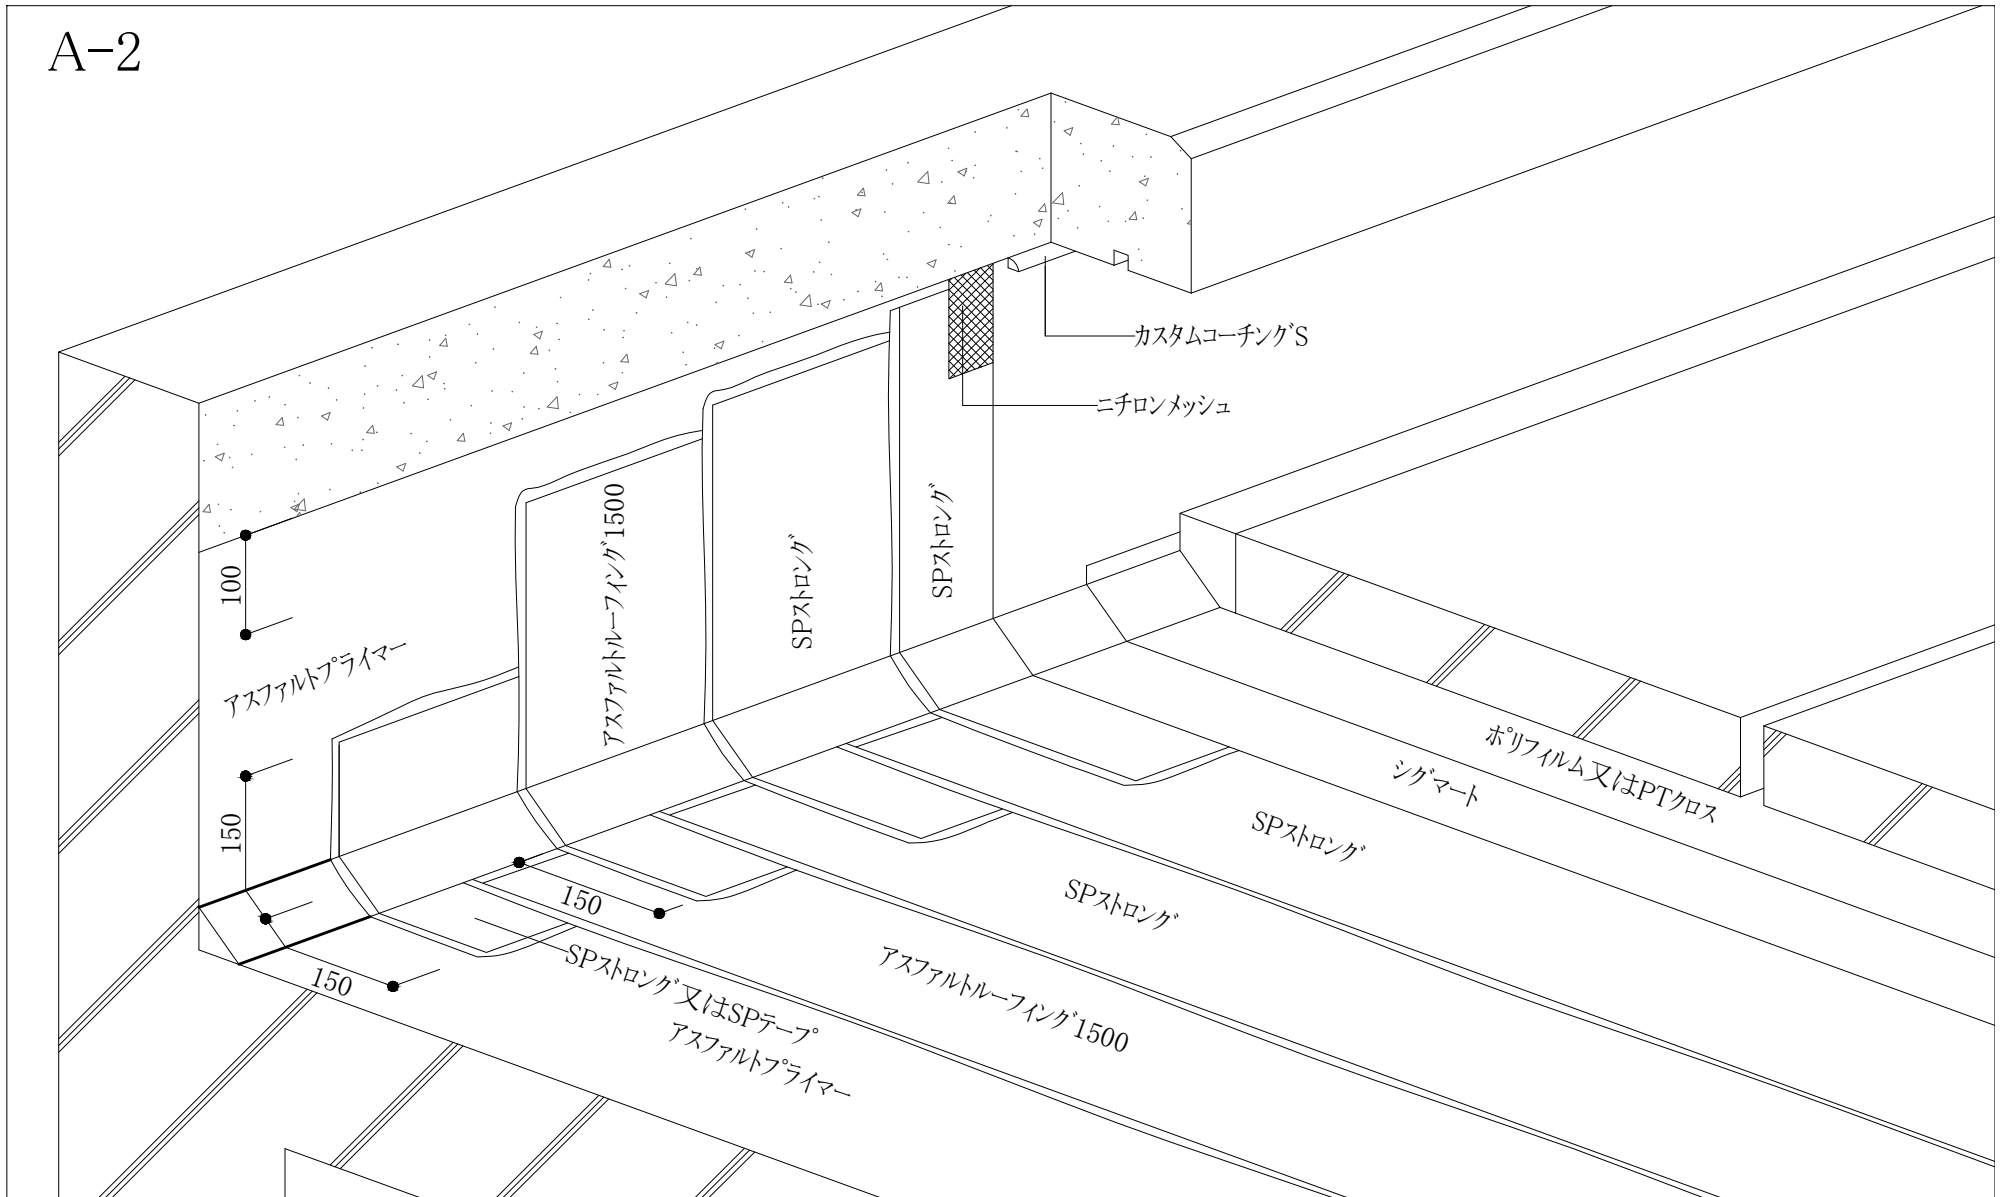 A-2
カスタムコーチングS
ニチロンメッシュ
SPストロング
アスファルトルーフィング1500
SPストロング
100
アスファルトプライマー
150
ポリフィルム又はPTクロス
シグマート
SPストロング
SPストロング
150
アスファルトルーフィング1500
150
SPストロング又はSPテープ
アスファルトプライマー